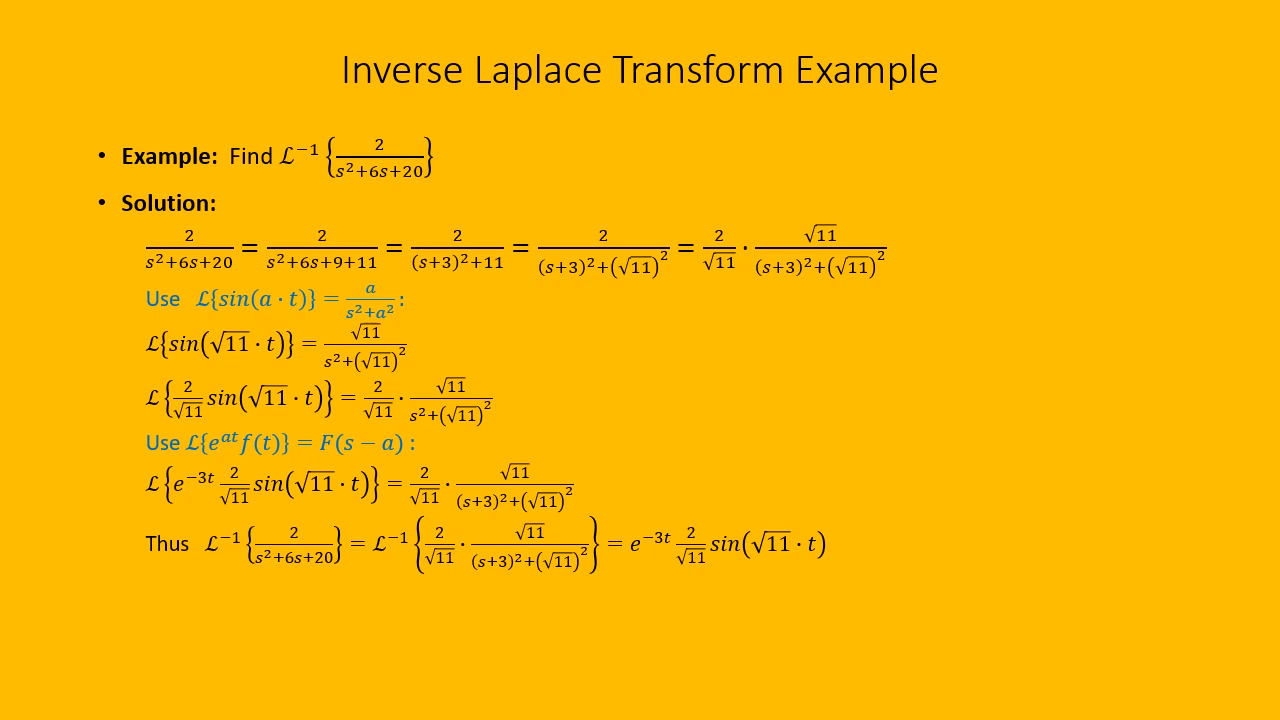 Inverse Laplace Transform Example
• Example: Find ℒ⁻¹{2/(s²+6s+20)}
• Solution:
2/(s²+6s+20) = 2/(s²+6s+9+11) = 2/((s+3)²+11) = 2/((s+3)²+(√11)²) = 2/√11 · √11/((s+3)²+(√11)²)
Use ℒ{sin(a · t)} = a/(s²+a²) :
ℒ{sin(√11 · t)} = √11/(s²+(√11)²)
ℒ{2/√11 sin(√11 · t)} = 2/√11 · √11/(s²+(√11)²)
Use ℒ{e^{at}f(t)} = F(s − a) :
ℒ{e^{−3t} 2/√11 sin(√11 · t)} = 2/√11 · √11/((s+3)²+(√11)²)
Thus ℒ⁻¹{2/(s²+6s+20)} = ℒ⁻¹{2/√11 · √11/((s+3)²+(√11)²)} = e^{−3t} 2/√11 sin(√11 · t)